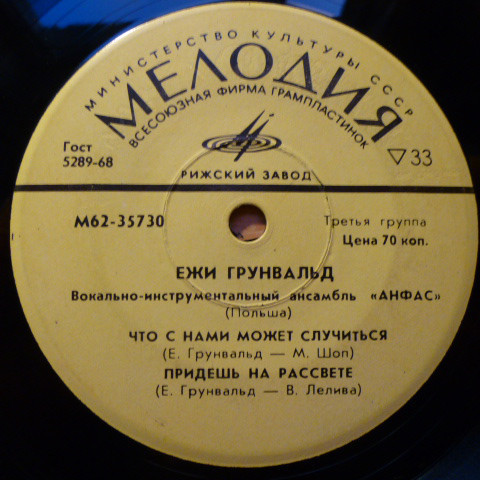 МИНИСТЕРСТВО КУЛЬТУРЫ СССР
МЕЛОДИЯ
ВСЕСОЮЗНАЯ ФИРМА ГРАМПЛАСТИНОК
Гост
5289-68
▽33
РИЖСКИЙ ЗАВОД
М62-35730
Третья группа
Цена 70 коп.
ЕЖИ ГРУНВАЛЬД
Вокально-инструментальный ансамбль «АНФАС»
(Польша)
ЧТО С НАМИ МОЖЕТ СЛУЧИТЬСЯ
(Е. Грунвальд — М. Шоп)
ПРИДЕШЬ НА РАССВЕТЕ
(Е. Грунвальд — В. Лелива)